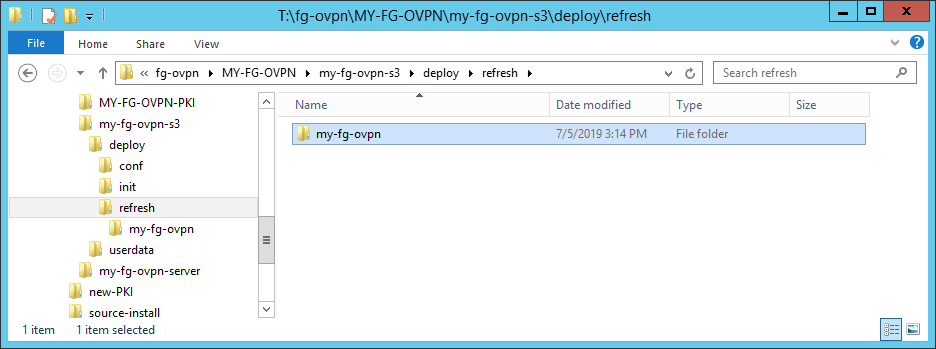 T:\fg-ovpn\MY-FG-OVPN\my-fg-ovpn-s3\deploy\refresh
File Home Share View
« fg-ovpn MY-FG-OVPN my-fg-ovpn-s3 deploy refresh Search refresh
Name Date modified Type Size
my-fg-ovpn 7/5/2019 3:14 PM File folder
MY-FG-OVPN-PKI
my-fg-ovpn-s3
deploy
conf
init
refresh
my-fg-ovpn
userdata
my-fg-ovpn-server
new-PKI
source-install
1 item 1 item selected